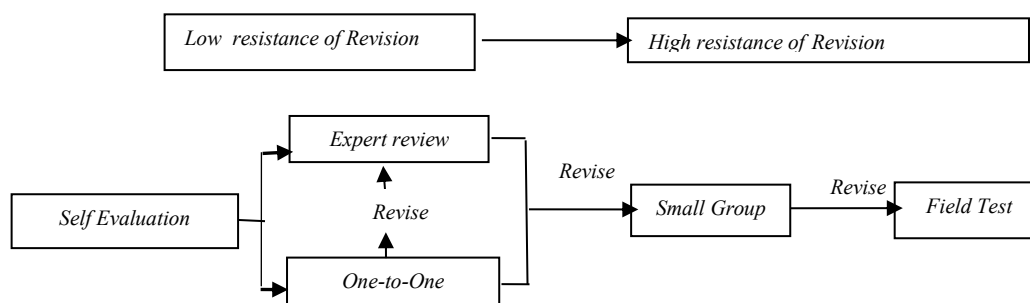 Low resistance of Revision
High resistance of Revision
Expert review
Revise
Self Evaluation
Revise
Small Group
Revise
Field Test
One-to-One